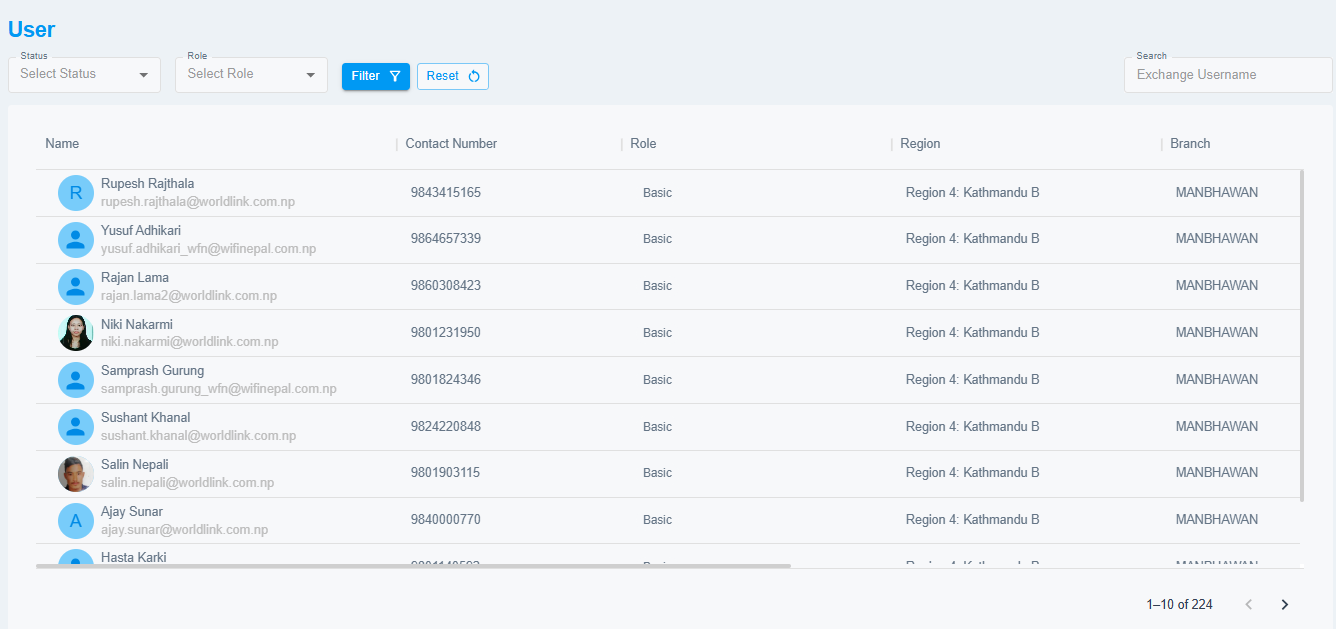 User
Status
Select Status
Role
Select Role
Filter
Reset
Search
Exchange Username
Name Contact Number Role Region Branch
R Rupesh Rajthala
rupesh.rajthala@worldlink.com.np 9843415165 Basic Region 4: Kathmandu B MANBHAWAN
Yusuf Adhikari
yusuf.adhikari_wfn@wifinepal.com.np 9864657339 Basic Region 4: Kathmandu B MANBHAWAN
Rajan Lama
rajan.lama2@worldlink.com.np 9860308423 Basic Region 4: Kathmandu B MANBHAWAN
Niki Nakarmi
niki.nakarmi@worldlink.com.np 9801231950 Basic Region 4: Kathmandu B MANBHAWAN
Samprash Gurung
samprash.gurung_wfn@wifinepal.com.np 9801824346 Basic Region 4: Kathmandu B MANBHAWAN
Sushant Khanal
sushant.khanal@worldlink.com.np 9824220848 Basic Region 4: Kathmandu B MANBHAWAN
Salin Nepali
salin.nepali@worldlink.com.np 9801903115 Basic Region 4: Kathmandu B MANBHAWAN
A Ajay Sunar
ajay.sunar@worldlink.com.np 9840000770 Basic Region 4: Kathmandu B MANBHAWAN
Hasta Karki
Basic Region 4: Kathmandu B MANBHAWAN
1–10 of 224